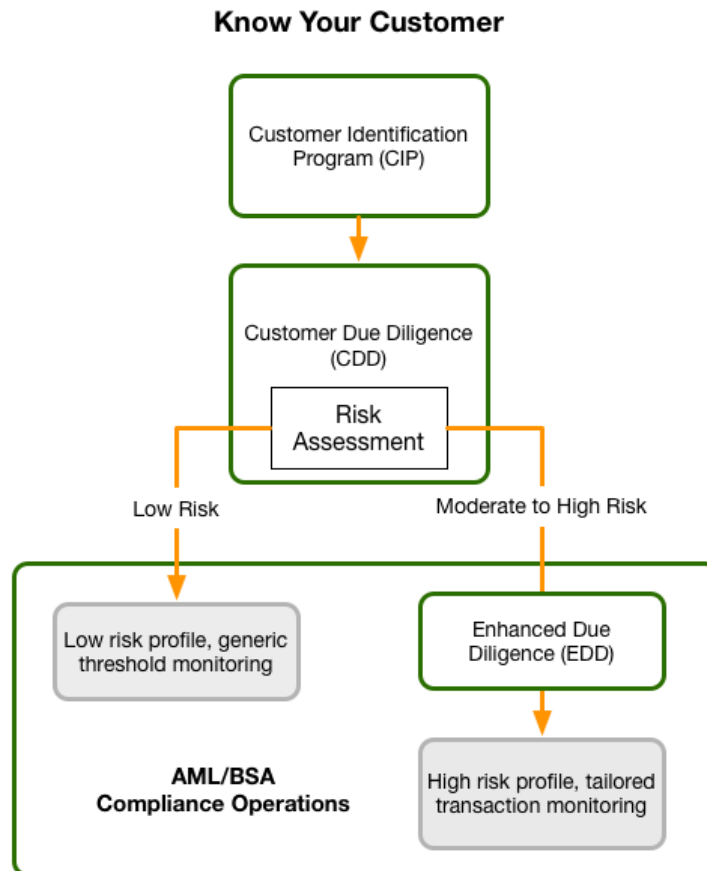 Know Your Customer
Customer Identification
Program (CIP)
Customer Due Diligence
(CDD)
Risk
Assessment
Low Risk
Moderate to High Risk
Low risk profile, generic
threshold monitoring
Enhanced Due
Diligence (EDD)
AML/BSA
Compliance Operations
High risk profile, tailored
transaction monitoring